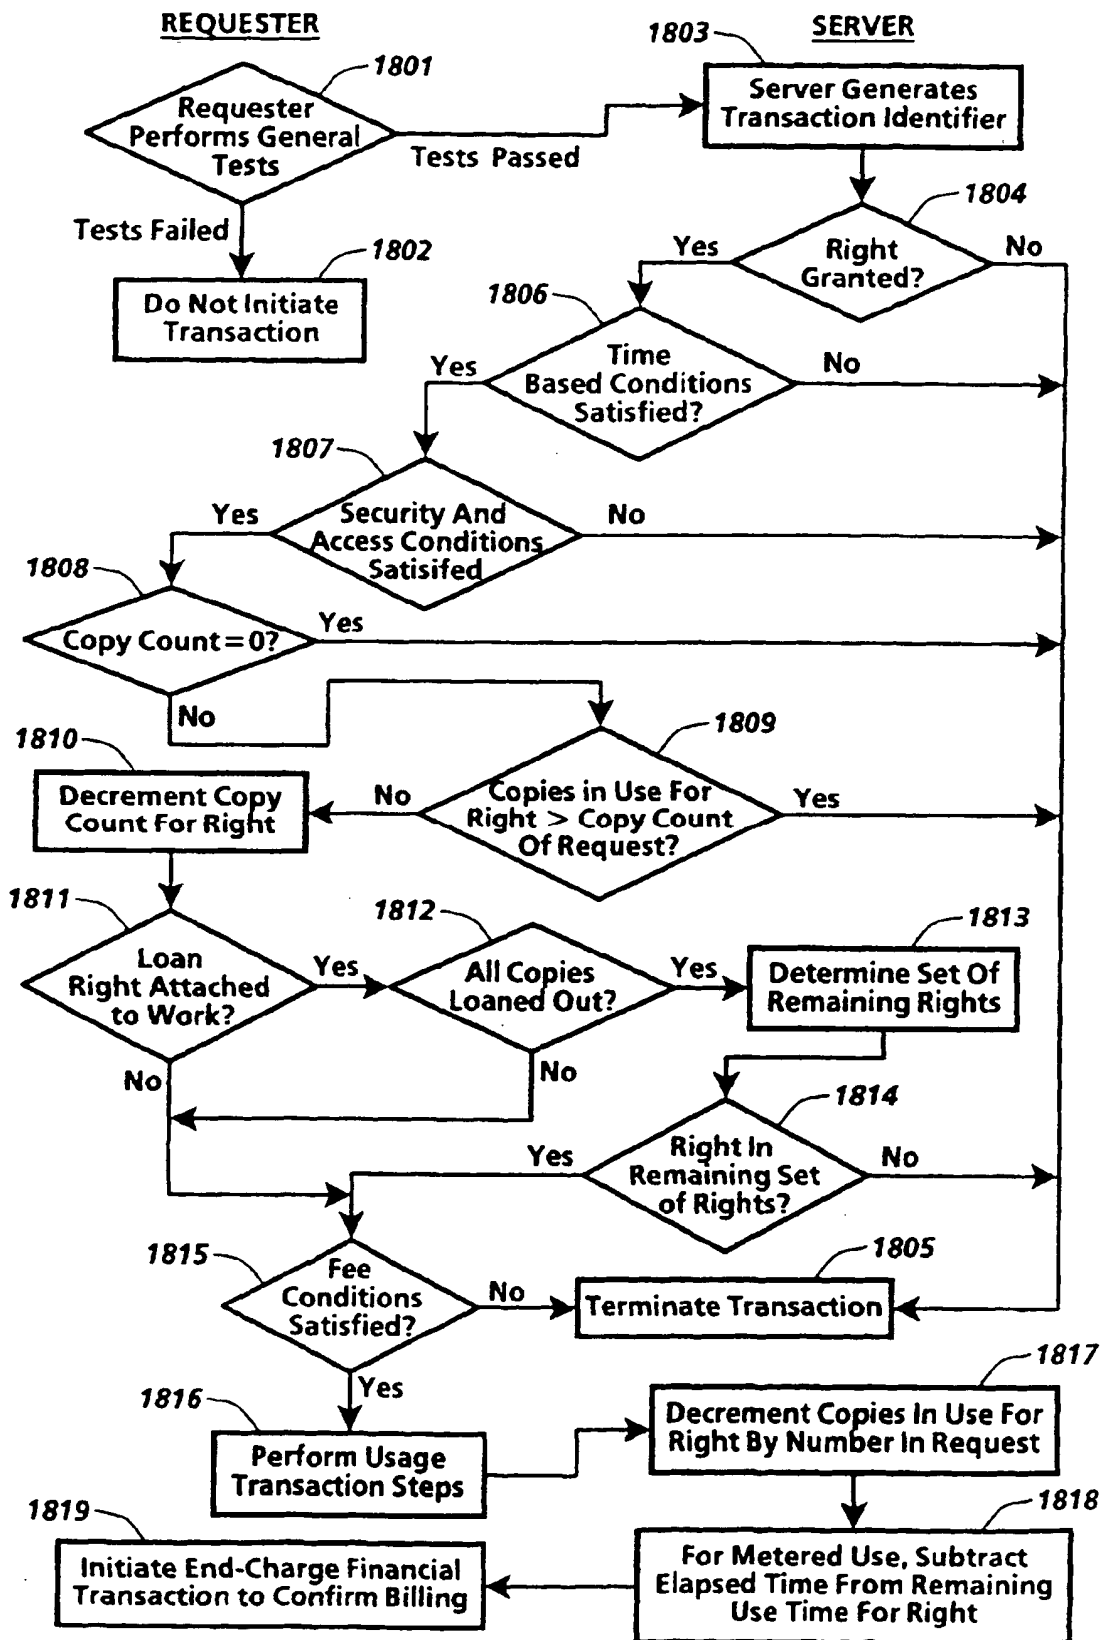 REQUESTER
SERVER
1801
1803
Requester
Performs General
Tests
Server Generates
Transaction Identifier
Tests Passed
Tests Failed
1802
Do Not Initiate
Transaction
1804
Right
Granted?
Yes
No
1806
Time
Based Conditions
Satisfied?
Yes
No
1807
Security And
Access Conditions
Satisifed
Yes
No
1808
Copy Count = 0?
Yes
No
1809
Copies in Use For
Right > Copy Count
Of Request?
No
Yes
1810
Decrement Copy
Count For Right
1811
Loan
Right Attached
to Work?
Yes
No
1812
All Copies
Loaned Out?
Yes
No
1813
Determine Set Of
Remaining Rights
1814
Right In
Remaining Set
of Rights?
Yes
No
1815
Fee
Conditions
Satisfied?
No
Yes
1805
Terminate Transaction
1816
Perform Usage
Transaction Steps
1817
Decrement Copies In Use For
Right By Number In Request
1818
For Metered Use, Subtract
Elapsed Time From Remaining
Use Time For Right
1819
Initiate End-Charge Financial
Transaction to Confirm Billing